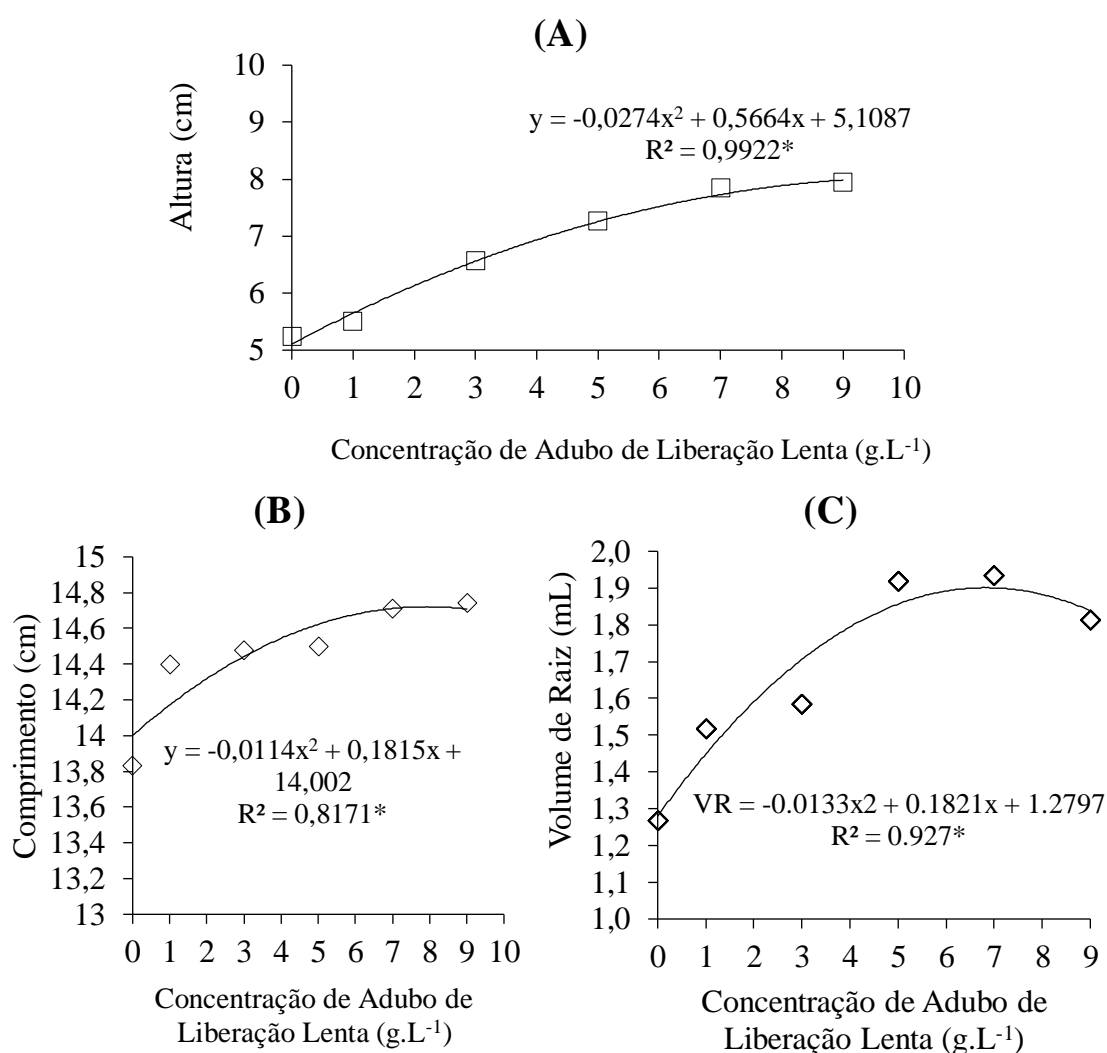 (A)
Altura (cm)
10
9
8
7
6
5
y = -0,0274x² + 0,5664x + 5,1087
R² = 0,9922*
0 1 3 4 5 6 7 8 9 10
Concentração de Adubo de Liberação Lenta (g.L⁻¹)
(B)
Comprimento (cm)
15
14,8
14,6
14,4
14,2
14
13,8
13,6
13,4
13,2
13
y = -0,0114x² + 0,1815x +
14,002
R² = 0,8171*
0 1 3 4 5 6 7 8 9 10
Concentração de Adubo de
Liberação Lenta (g.L⁻¹)
(C)
Volume de Raiz (mL)
2,0
1,9
1,8
1,7
1,6
1,5
1,4
1,3
1,2
1,1
1,0
VR = -0.0133x2 + 0.1821x + 1.2797
R² = 0.927*
0 1 3 4 5 6 7 8 9
Concentração de Adubo de
Liberação Lenta (g.L⁻¹)